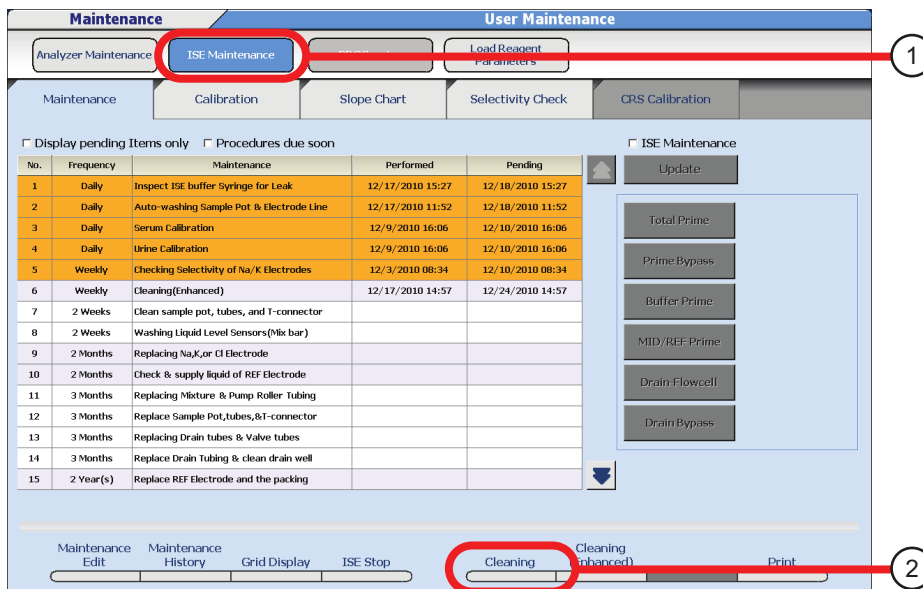 Maintenance User Maintenance
Analyzer Maintenance ISE Maintenance Load Reagent Parameters 1
Maintenance Calibration Slope Chart Selectivity Check CRS Calibration
Display pending Items only Procedures due soon ISE Maintenance
No. Frequency Maintenance Performed Pending
Update
1 Daily Inspect ISE buffer Syringe for Leak 12/17/2010 15:27 12/18/2010 15:27
2 Daily Auto-washing Sample Pot & Electrode Line 12/17/2010 11:52 12/18/2010 11:52
3 Daily Serum Calibration 12/9/2010 16:06 12/10/2010 16:06
Total Prime
4 Daily Urine Calibration 12/9/2010 16:06 12/10/2010 16:06
5 Weekly Checking Selectivity of Na/K Electrodes 12/3/2010 08:34 12/10/2010 08:34
Prime Bypass
6 Weekly Cleaning(Enhanced) 12/17/2010 14:57 12/24/2010 14:57
Buffer Prime
7 2 Weeks Clean sample pot, tubes, and T-connector
8 2 Weeks Washing Liquid Level Sensors(Mix bar)
MID/REF Prime
9 2 Months Replacing Na,K,or Cl Electrode
10 2 Months Check & supply liquid of REF Electrode
Drain-Flowcell
11 3 Months Replacing Mixture & Pump Roller Tubing
12 3 Months Replace Sample Pot,tubes,&T-connector
Drain Bypass
13 3 Months Replacing Drain tubes & Valve tubes
14 3 Months Replace Drain Tubing & clean drain well
15 2 Year(s) Replace REF Electrode and the packing
Maintenance Edit Maintenance History Grid Display ISE Stop Cleaning Cleaning Print 2